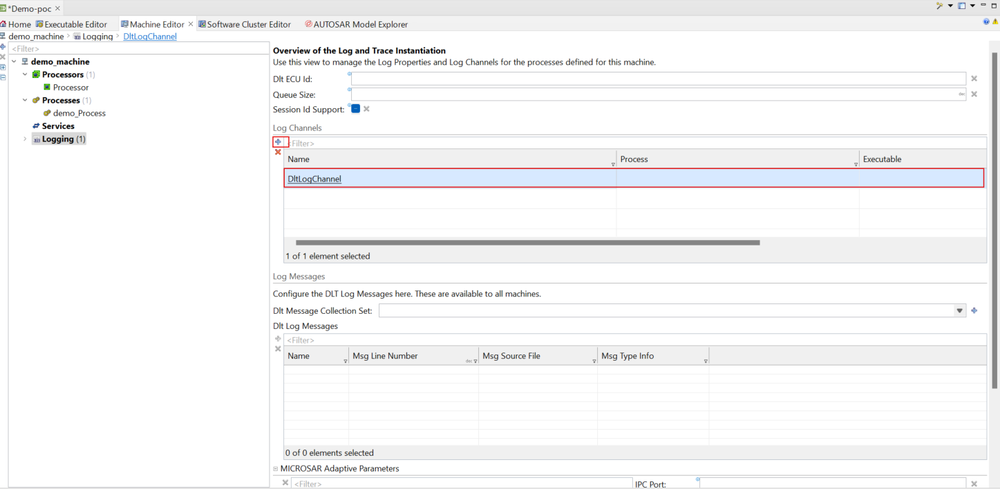 *Demo-poc
Home Executable Editor Machine Editor Software Cluster Editor AUTOSAR Model Explorer
demo_machine > Logging > DltLogChannel
<Filter>
demo_machine
Processors (1)
Processor
Processes (1)
demo_Process
Services
Logging (1)
Overview of the Log and Trace Instantiation
Use this view to manage the Log Properties and Log Channels for the processes defined for this machine.
Dlt ECU Id:
Queue Size: dec
Session Id Support:
Log Channels
<Filter>
Name Process Executable
DltLogChannel
1 of 1 element selected
Log Messages
Configure the DLT Log Messages here. These are available to all machines.
Dlt Message Collection Set:
Dlt Log Messages
<Filter>
Name Msg Line Number dec Msg Source File Msg Type Info
0 of 0 elements selected
MICROSAR Adaptive Parameters
<Filter> IPC Port: